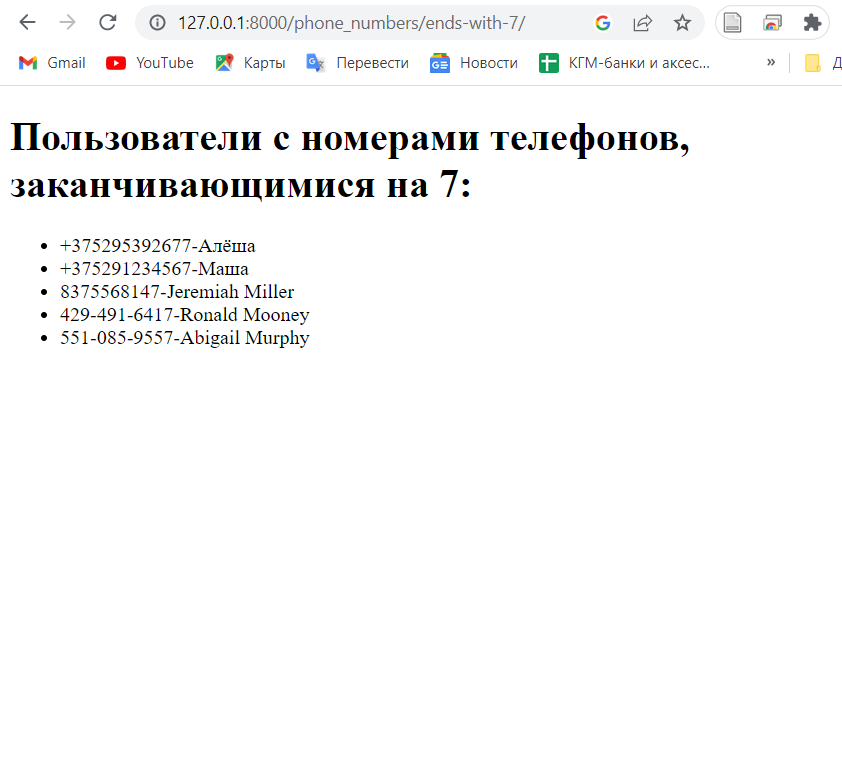 127.0.0.1:8000/phone_numbers/ends-with-7/
Gmail YouTube Карты Перевести Новости КГМ-банки и аксес... » Д
Пользователи с номерами телефонов,
заканчивающимися на 7:
+375295392677-Алёша
+375291234567-Маша
8375568147-Jeremiah Miller
429-491-6417-Ronald Mooney
551-085-9557-Abigail Murphy